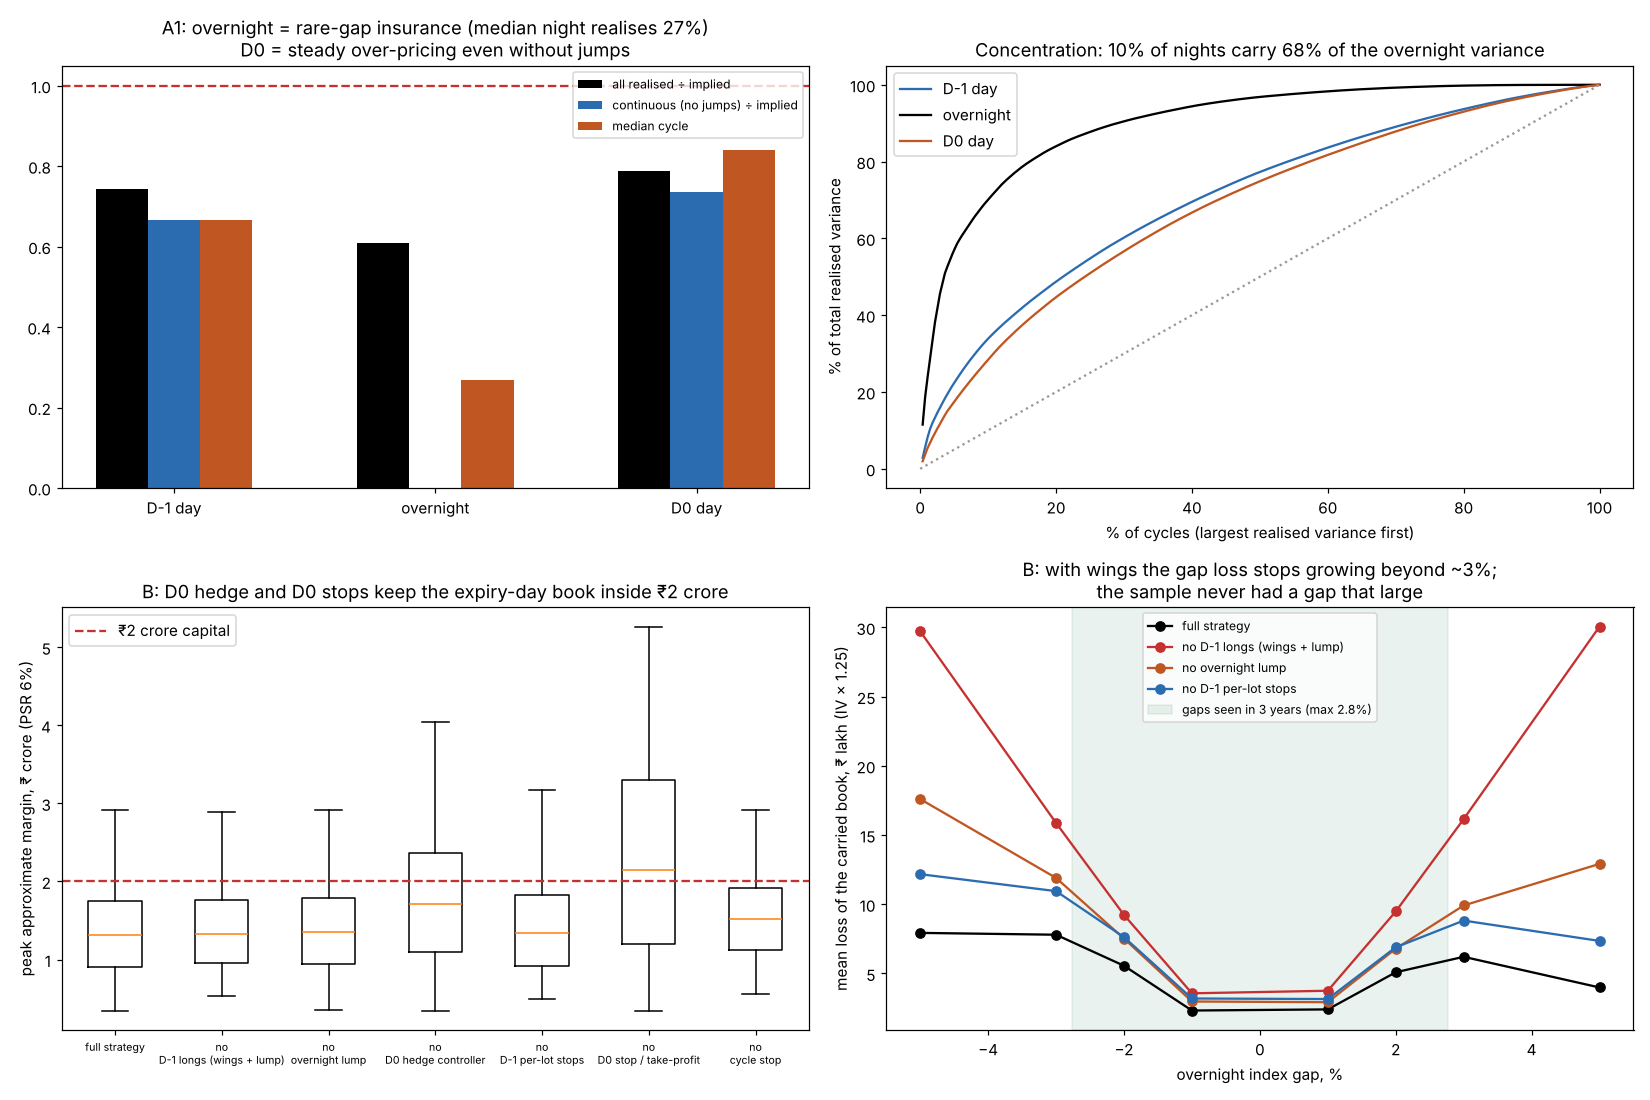 A1: overnight = rare-gap insurance (median night realises 27%)
D0 = steady over-pricing even without jumps
1.0
0.8
0.6
0.4
0.2
0.0
all realised ÷ implied
continuous (no jumps) ÷ implied
median cycle
D-1 day
overnight
D0 day
Concentration: 10% of nights carry 68% of the overnight variance
% of total realised variance
100
80
60
40
20
0
D-1 day
overnight
D0 day
0
20
40
60
80
100
% of cycles (largest realised variance first)
B: D0 hedge and D0 stops keep the expiry-day book inside ₹2 crore
peak approximate margin, ₹ crore (PSR 6%)
5
4
3
2
1
₹2 crore capital
full strategy
no
D-1 longs (wings + lump)
no
overnight lump
no
D0 hedge controller
no
D-1 per-lot stops
no
D0 stop / take-profit
no
cycle stop
B: with wings the gap loss stops growing beyond ~3%;
the sample never had a gap that large
mean loss of the carried book, ₹ lakh (IV × 1.25)
30
25
20
15
10
5
full strategy
no D-1 longs (wings + lump)
no overnight lump
no D-1 per-lot stops
gaps seen in 3 years (max 2.8%)
−4
−2
0
2
4
overnight index gap, %